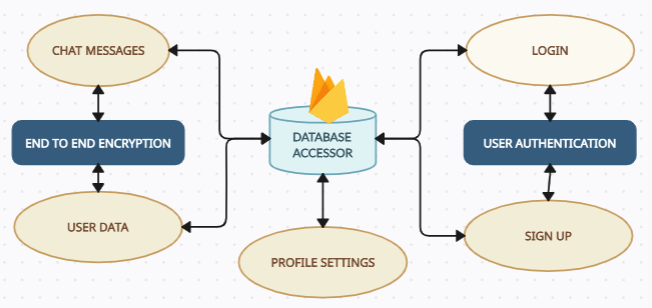 CHAT MESSAGES
LOGIN
END TO END ENCRYPTION
DATABASE
ACCESSOR
USER AUTHENTICATION
USER DATA
PROFILE SETTINGS
SIGN UP